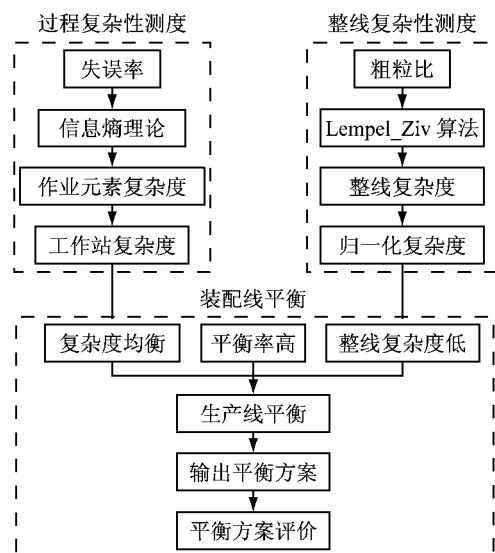 过程复杂性测度
失误率
信息熵理论
作业元素复杂度
工作站复杂度
整线复杂性测度
粗粒比
Lempel_Ziv 算法
整线复杂度
归一化复杂度
装配线平衡
复杂度均衡
平衡率高
整线复杂度低
生产线平衡
输出平衡方案
平衡方案评价